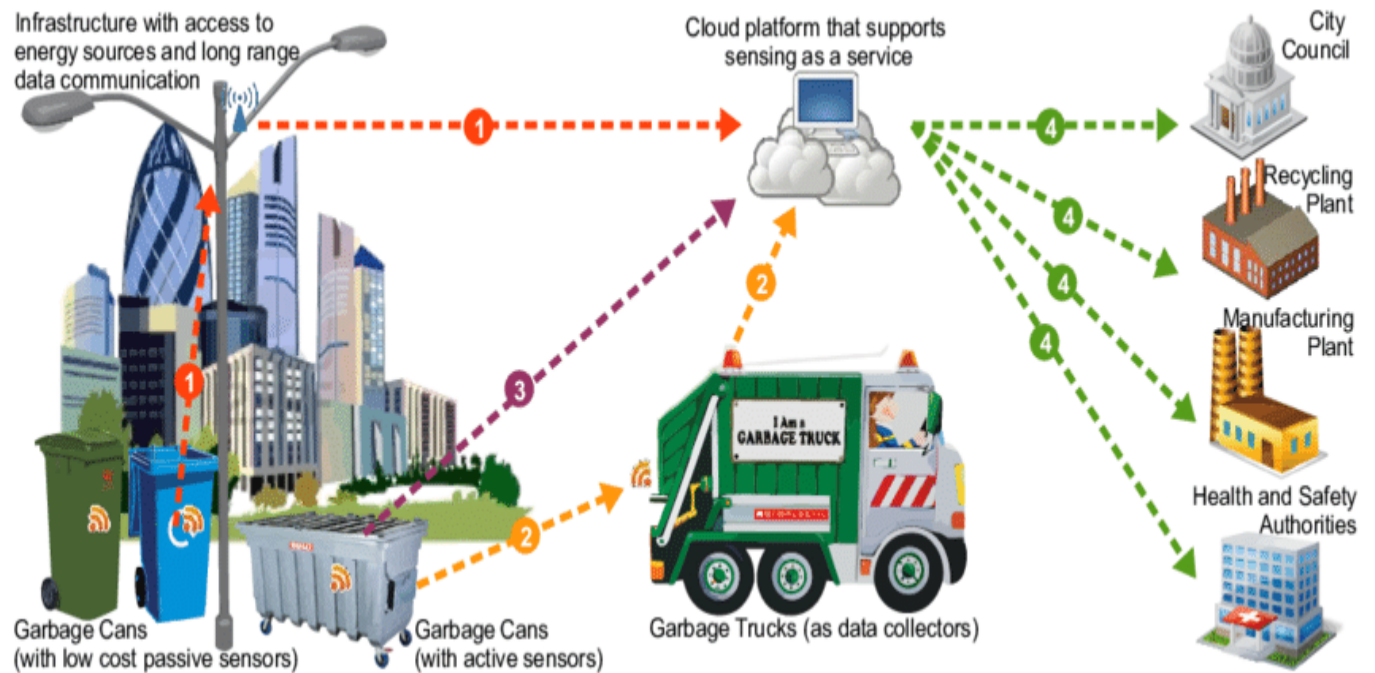 Infrastructure with access to
energy sources and long range
data communication
Cloud platform that supports
sensing as a service
City
Council
1
4
Recycling
Plant
4
2
4
Manufacturing
Plant
4
1
3
I Am a
GARBAGE TRUCK
Health and Safety
Authorities
2
Garbage Cans
(with low cost passive sensors)
Garbage Cans
(with active sensors)
Garbage Trucks (as data collectors)